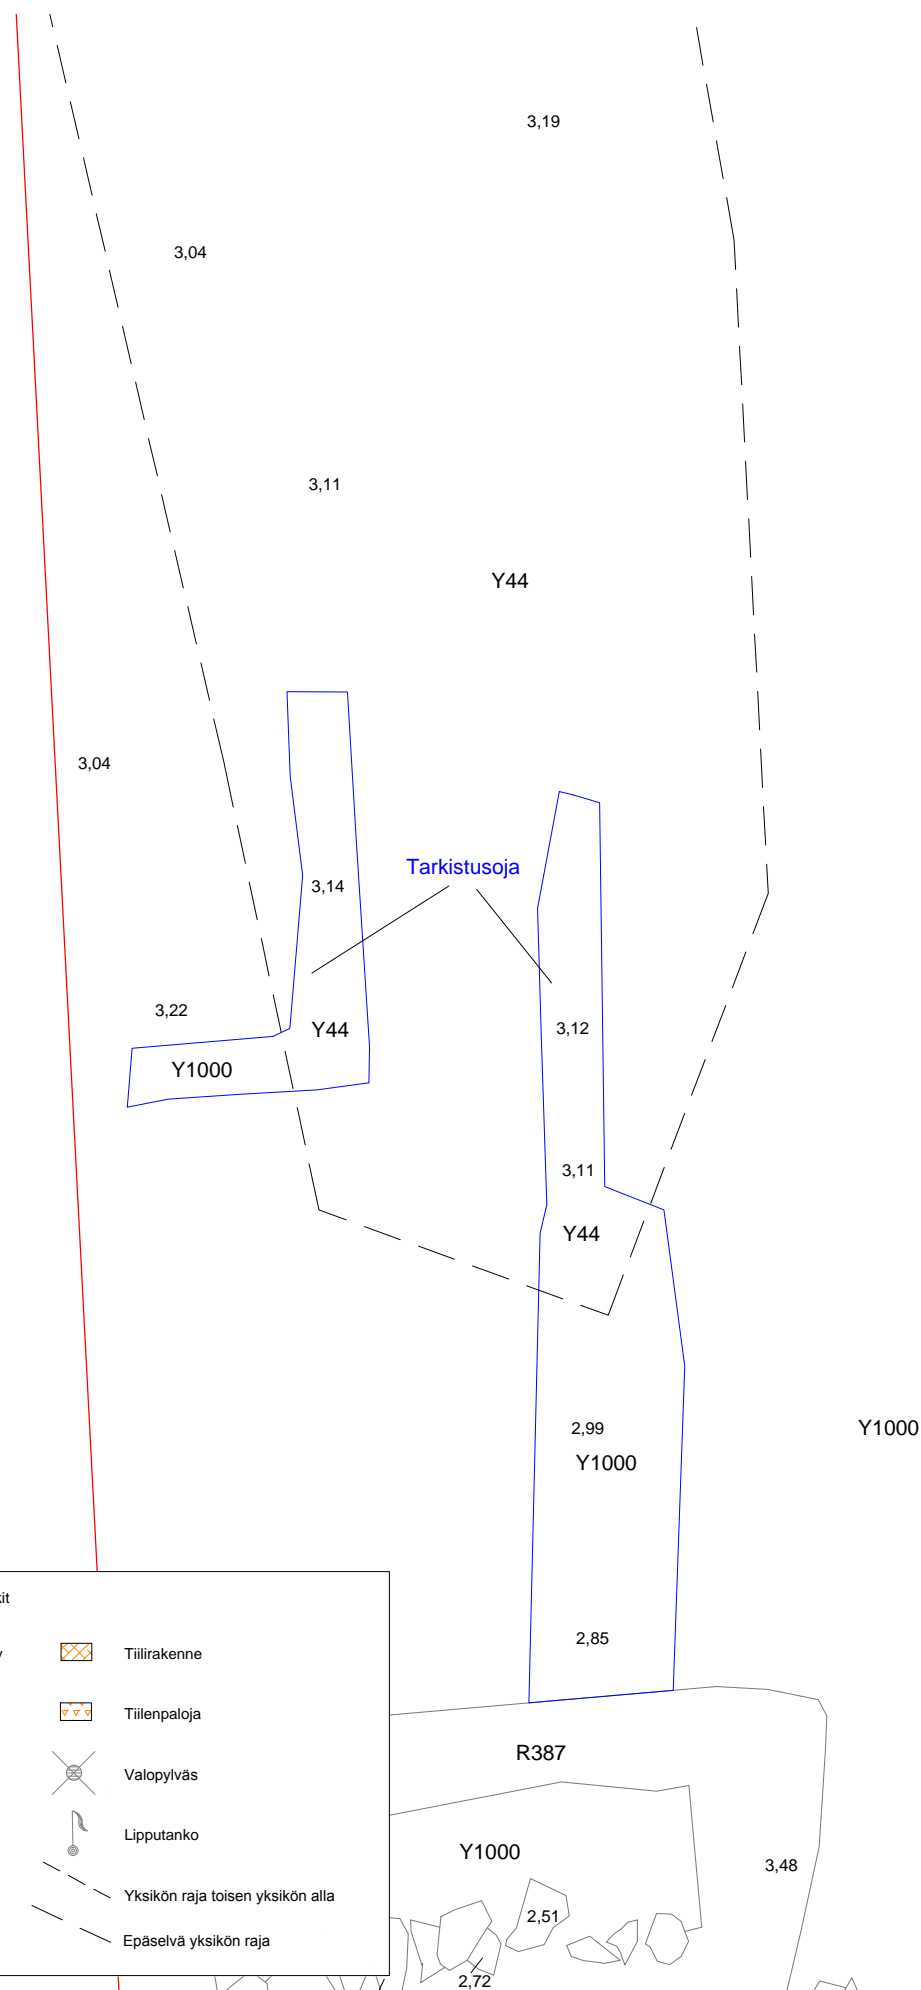 3,19
3,04
3,11
Y44
3,04
Tarkistusoja
3,14
3,22
Y44
3,12
Y1000
3,11
Y44
2,99
Y1000
Y1000
2,85
Tiilirakenne
Tiilenpaloja
R387
Valopylväs
Lipputanko
Y1000
3,48
Yksikön raja toisen yksikön alla
2,51
Epäselvä yksikön raja
2,72